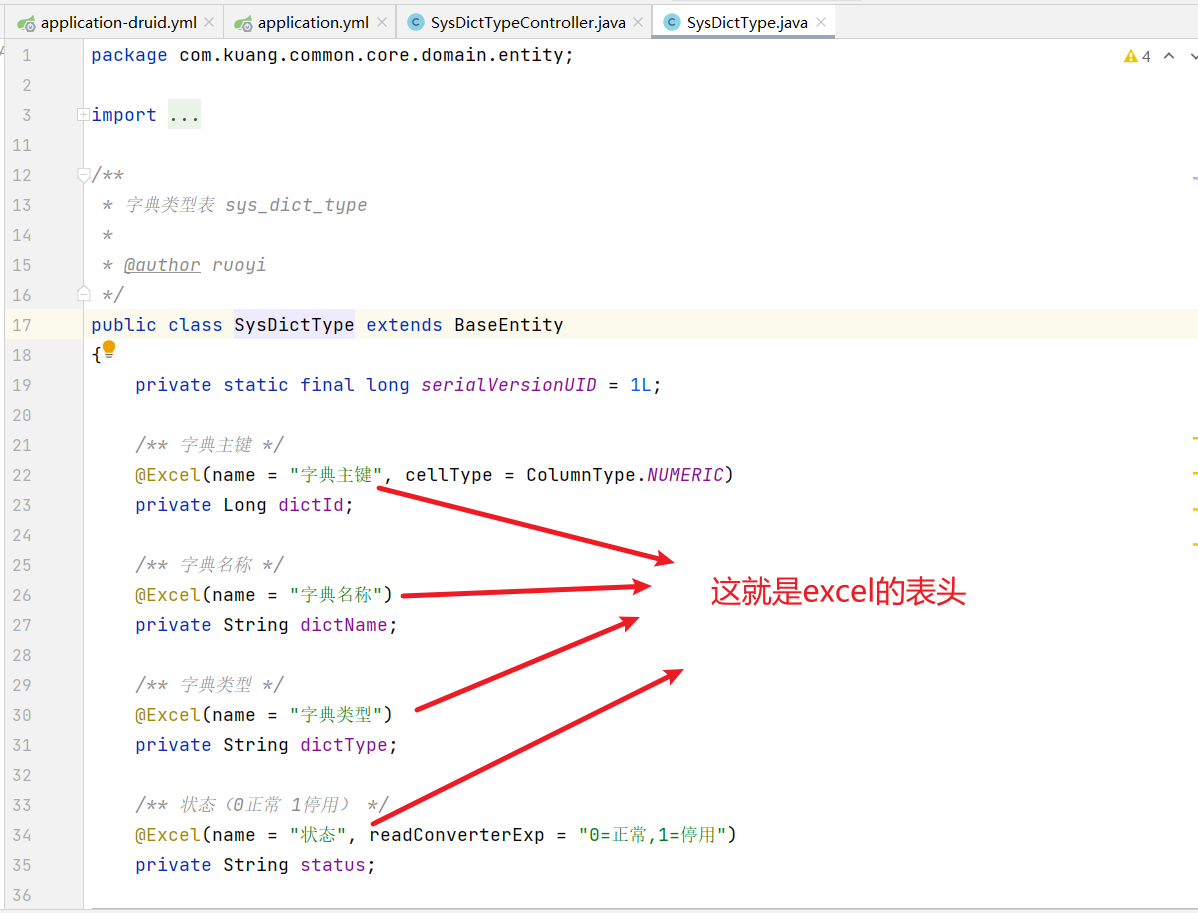 application-druid.yml application.yml SysDictTypeController.java SysDictType.java
1 package com.kuang.common.core.domain.entity; 4
2
3 import ...
11
12 /**
13 * 字典类型表 sys_dict_type
14 *
15 * @author ruoyi
16 */
17 public class SysDictType extends BaseEntity
18 {
19 private static final long serialVersionUID = 1L;
20
21 /** 字典主键 */
22 @Excel(name = "字典主键", cellType = ColumnType.NUMERIC)
23 private Long dictId;
24
25 /** 字典名称 */
这就是excel的表头
26 @Excel(name = "字典名称")
27 private String dictName;
28
29 /** 字典类型 */
30 @Excel(name = "字典类型")
31 private String dictType;
32
33 /** 状态（0正常 1停用） */
34 @Excel(name = "状态", readConverterExp = "0=正常,1=停用")
35 private String status;
36